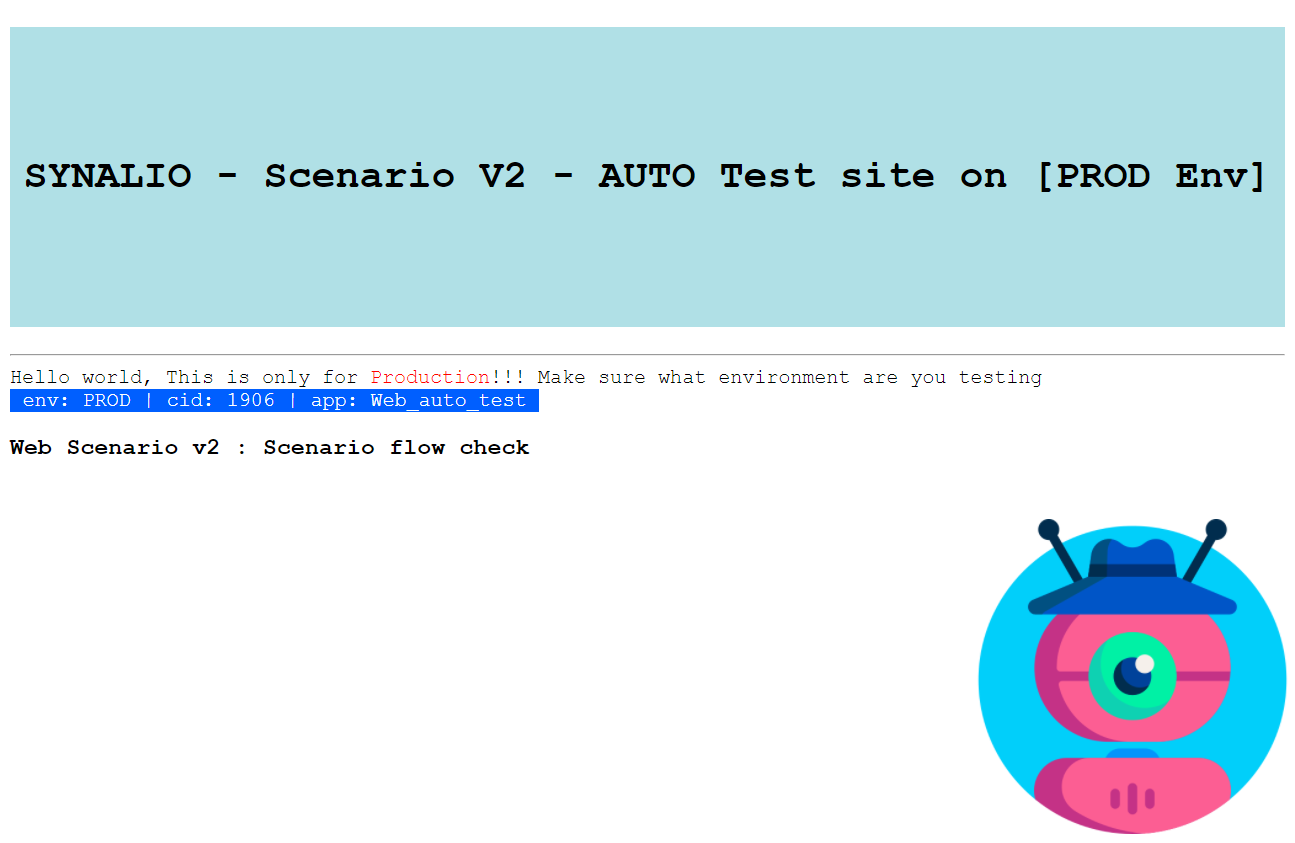 SYNALIO - Scenario V2 - AUTO Test site on [PROD Env]
Hello world, This is only for Production!!! Make sure what environment are you testing
env: PROD | cid: 1906 | app: Web_auto_test
Web Scenario v2 : Scenario flow check